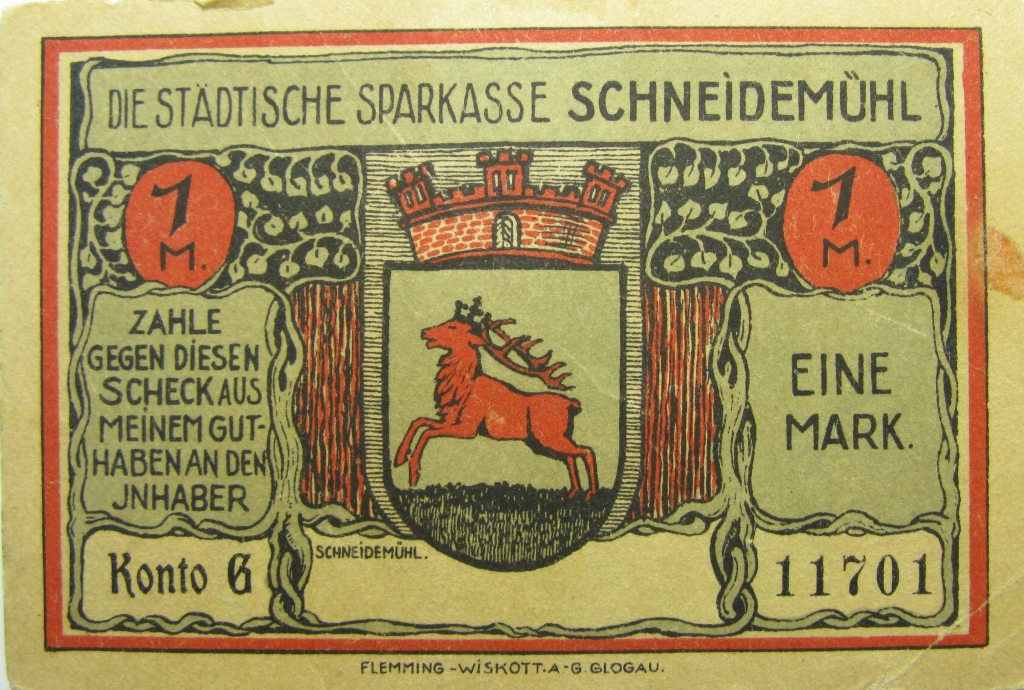 DIE STÄDTISCHE SPARKASSE SCHNEIDEMÜHL
1
M.
1
M.
ZAHLE
GEGEN DIESEN
SCHECK AUS
MEINEM GUT-
HABEN AN DEN
JNHABER
EINE
MARK.
Konto G
SCHNEIDEMÜHL.
11701
FLEMMING-WISKOTT.A-G.GLOGAU.